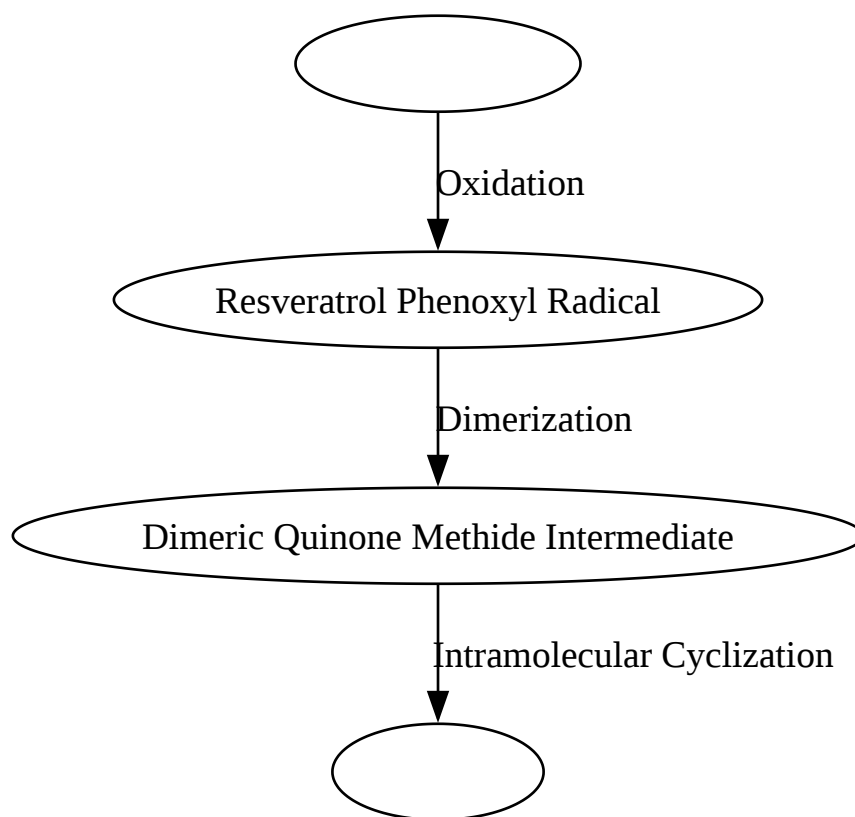 Oxidation
Resveratrol Phenoxyl Radical
Dimerization
Dimeric Quinone Methide Intermediate
Intramolecular Cyclization